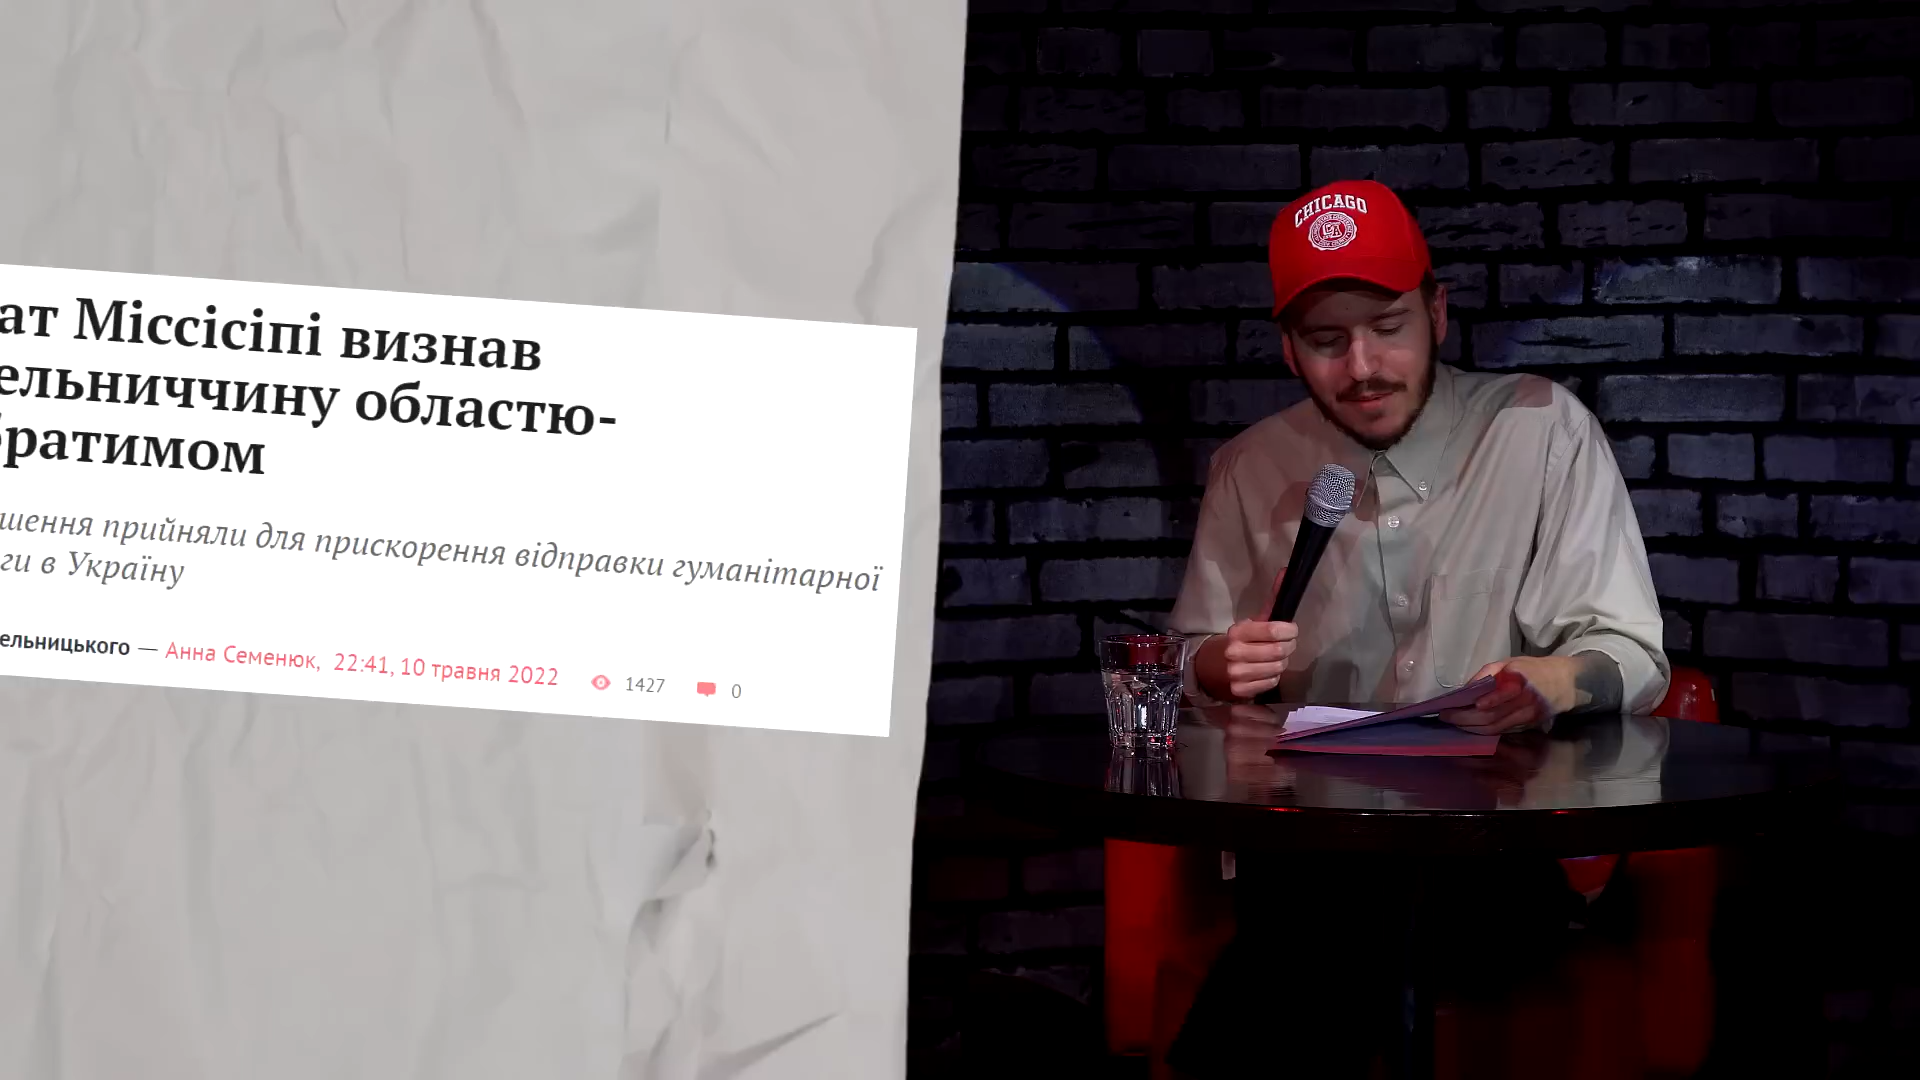 ат Міссісіпі визнав
ельниччину областю-
братимом
шення прийняли для прискорення відправки гуманітарної
ги в Україну
ельницького — Анна Семенюк, 22:41, 10 травня 2022 1427 0
CHICAGO